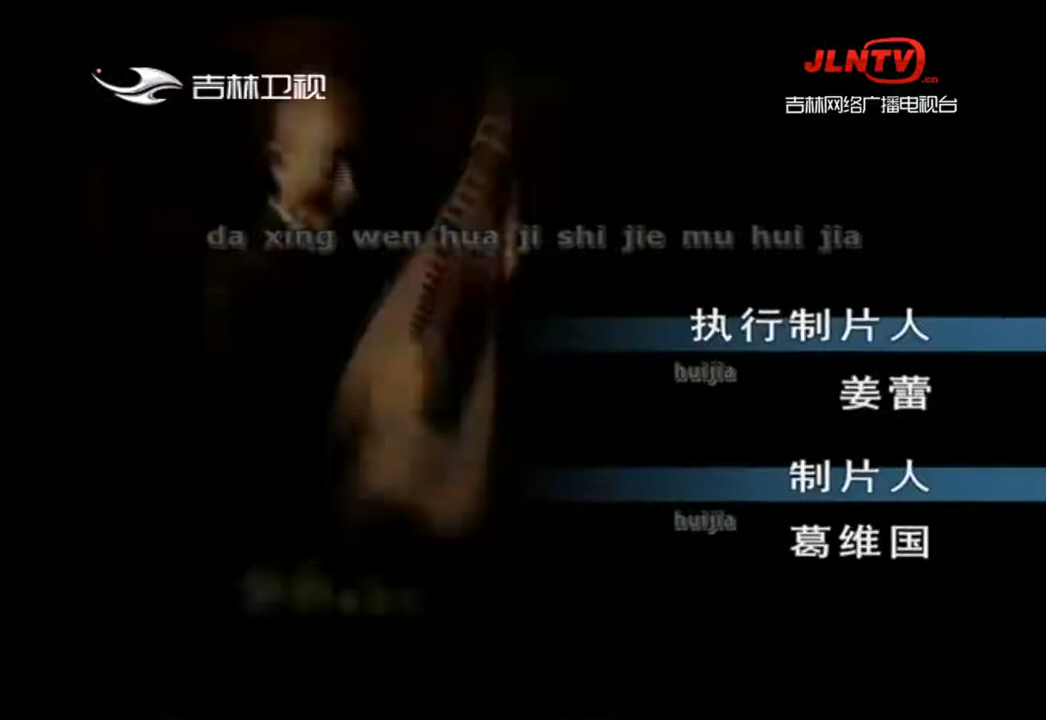 吉林卫视
JLNTV.cn
吉林网络广播电视台
da xing wen hua ji shi jie mu hui jia
执行制片人
huijia
姜蕾
制片人
huijia
葛维国